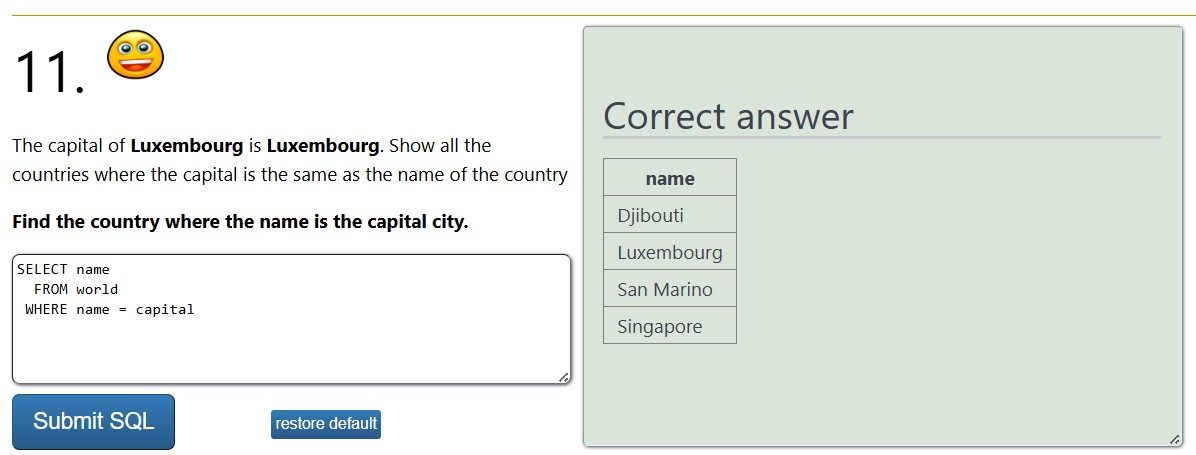 11.
The capital of Luxembourg is Luxembourg. Show all the
countries where the capital is the same as the name of the country
Find the country where the name is the capital city.
SELECT name
FROM world
WHERE name = capital
Submit SQL
restore default
Correct answer
name
Djibouti
Luxembourg
San Marino
Singapore